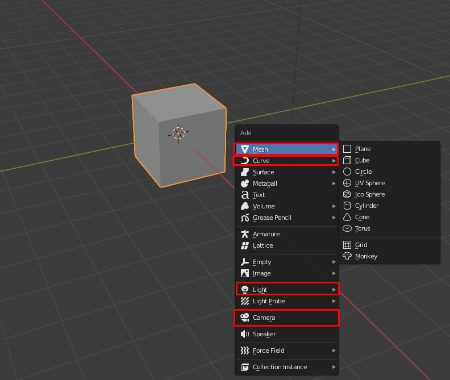 Add
Mesh
Curve
Surface
Metaball
Text
Volume
Grease Pencil
Armature
Lattice
Empty
Image
Light
Light Probe
Camera
Speaker
Force Field
Collection Instance
Plane
Cube
Circle
UV Sphere
Ico Sphere
Cylinder
Cone
Torus
Grid
Monkey